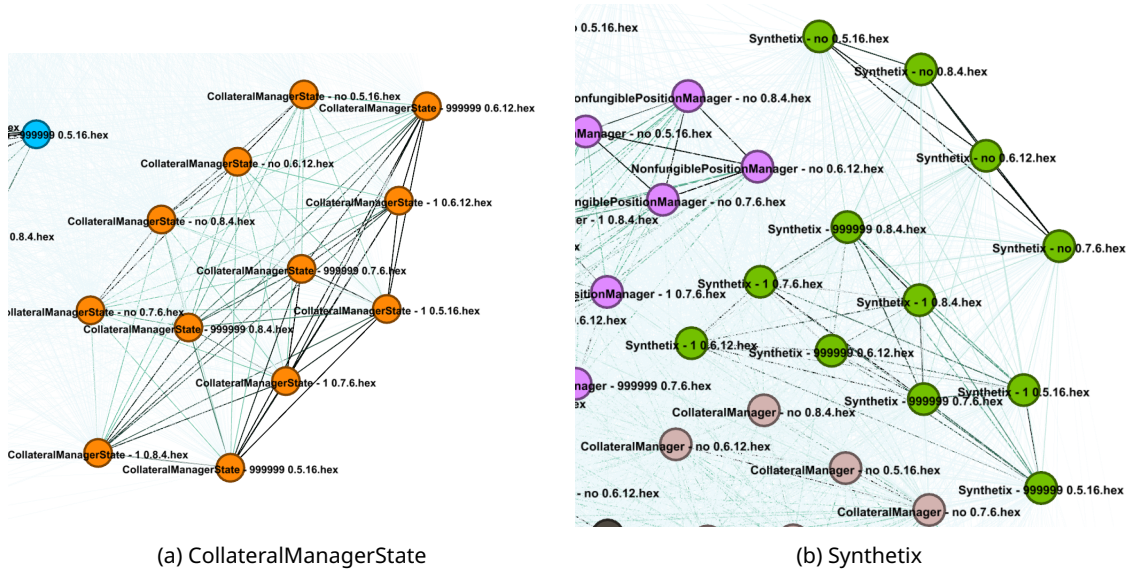 CollateralManagerState - no 0.5.16.hex
CollateralManagerState - 999999 0.6.12.hex
ex
999999 0.5.16.hex
CollateralManagerState - no 0.6.12.hex
CollateralManagerState - 1 0.6.12.hex
CollateralManagerState - no 0.8.4.hex
0.8.4.hex
CollateralManagerState - 999999 0.7.6.hex
ollateralManagerState - no 0.7.6.hex
CollateralManagerState - 1 0.5.16.hex
CollateralManagerState - 999999 0.8.4.hex
CollateralManagerState - 1 0.7.6.hex
CollateralManagerState - 1 0.8.4.hex
CollateralManagerState - 999999 0.5.16.hex
(a) CollateralManagerState
o 0.5.16.hex
Synthetix - no 0.5.16.hex
Synthetix - no 0.8.4.hex
onfungiblePositionManager - no 0.8.4.hex
Manager - no 0.5.16.hex
Synthetix - no 0.6.12.hex
NonfungiblePositionManager - no 0.6.12.hex
ngiblePositionManager - no 0.7.6.hex
er - 1 0.8.4.hex
Synthetix - 999999 0.8.4.hex
x
Synthetix - no 0.7.6.hex
Synthetix - 1 0.7.6.hex
sitionManager - 1 0.7.6.hex
Synthetix - 1 0.8.4.hex
.6.12.hex
Synthetix - 1 0.6.12.hex
Synthetix - 999999 0.6.12.hex
nager - 999999 0.7.6.hex
Synthetix - 1 0.5.16.hex
ex
Synthetix - 999999 0.7.6.hex
CollateralManager - no 0.8.4.hex
CollateralManager - no 0.6.12.hex
CollateralManager - no 0.5.16.hex
- no 0.6.12.hex
Synthetix - 999999 0.5.16.hex
CollateralManager - no 0.7.6.hex
(b) Synthetix